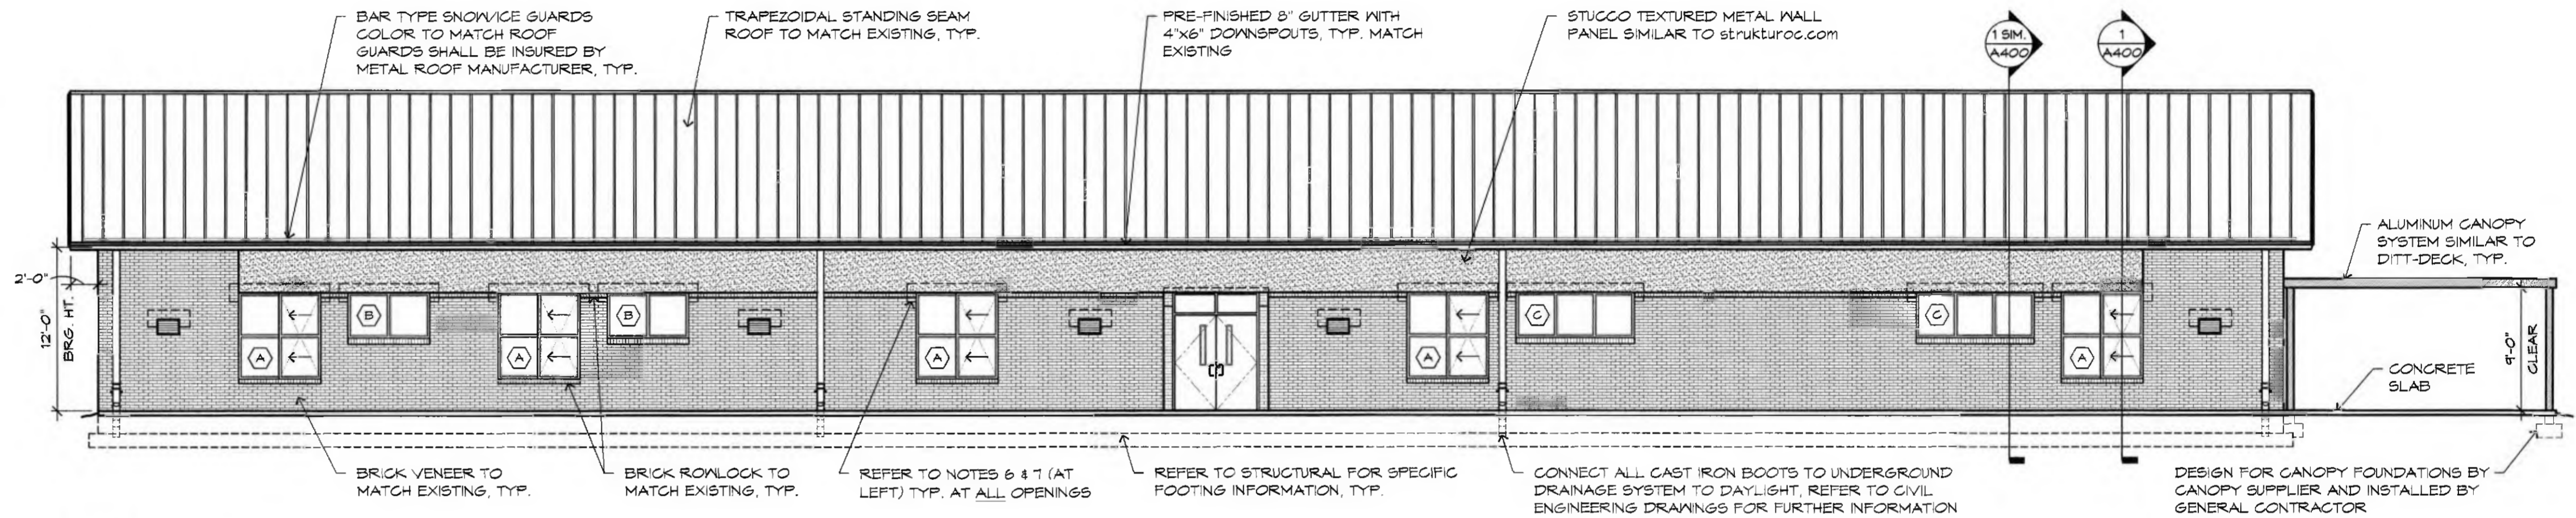 BAR TYPE SNOW/ICE GUARDS
COLOR TO MATCH ROOF
GUARDS SHALL BE INSURED BY
METAL ROOF MANUFACTURER, TYP.
TRAPEZOIDAL STANDING SEAM
ROOF TO MATCH EXISTING, TYP.
PRE-FINISHED 8" GUTTER WITH
4"x6" DOWNSPOUTS, TYP. MATCH
EXISTING
STUCCO TEXTURED METAL WALL
PANEL SIMILAR TO strukturoc.com
1 SIM.
A400
1
A400
ALUMINUM CANOPY
SYSTEM SIMILAR TO
DITT-DECK, TYP.
2'-0"
12'-0"
BRG. HT.
B
B
C
C
A
A
A
A
A
9'-0"
CLEAR
CONCRETE
SLAB
BRICK VENEER TO
MATCH EXISTING, TYP.
BRICK ROWLOCK TO
MATCH EXISTING, TYP.
REFER TO NOTES 6 & 7 (AT
LEFT) TYP. AT ALL OPENINGS
REFER TO STRUCTURAL FOR SPECIFIC
FOOTING INFORMATION, TYP.
CONNECT ALL CAST IRON BOOTS TO UNDERGROUND
DRAINAGE SYSTEM TO DAYLIGHT, REFER TO CIVIL
ENGINEERING DRAWINGS FOR FURTHER INFORMATION
DESIGN FOR CANOPY FOUNDATIONS BY
CANOPY SUPPLIER AND INSTALLED BY
GENERAL CONTRACTOR